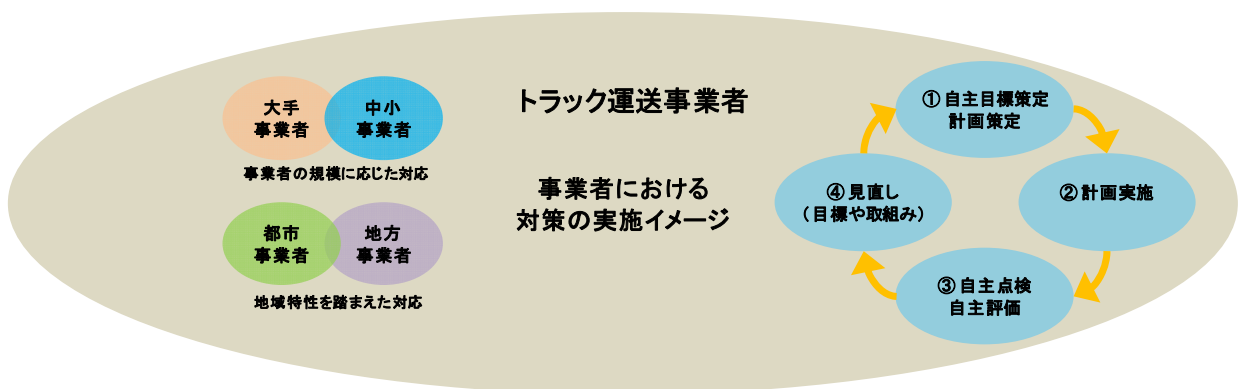 大手
事業者
中小
事業者
事業者の規模に応じた対応
都市
事業者
地方
事業者
地域特性を踏まえた対応
トラック運送事業者
事業者における
対策の実施イメージ
①自主目標策定
計画策定
②計画実施
③自主点検
自主評価
④見直し
（目標や取組み）